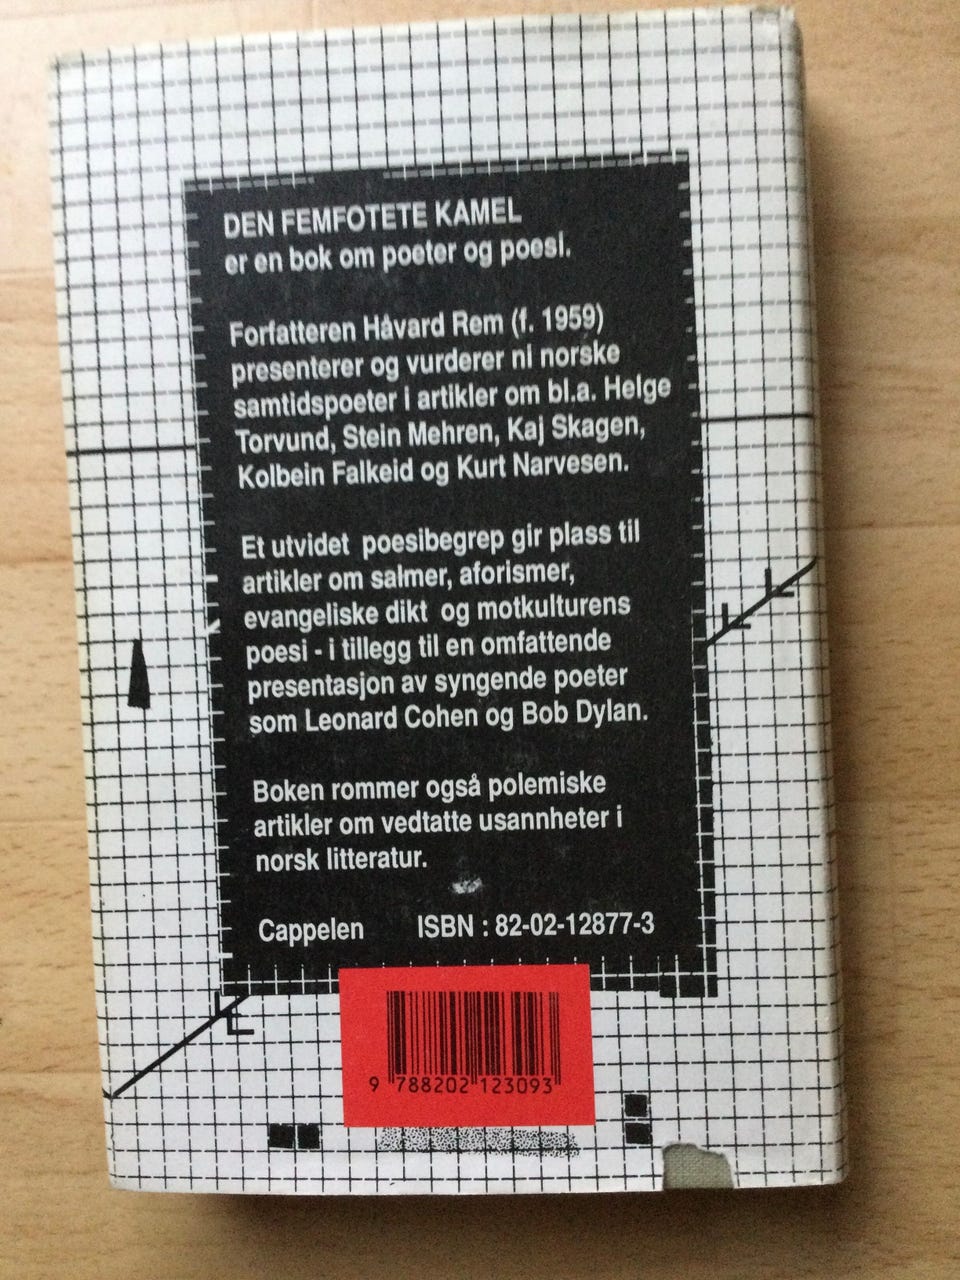 DEN FEMFOTETE KAMEL
er en bok om poeter og poesi.
Forfatteren Håvard Rem (f. 1959)
presenterer og vurderer ni norske
samtidspoeter i artikler om bl.a. Helge
Torvund, Stein Mehren, Kaj Skagen,
Kolbein Falkeid og Kurt Narvesen.
Et utvidet poesibegrep gir plass til
artikler om salmer, aforismer,
evangeliske dikt og motkulturens
poesi - i tillegg til en omfattende
presentasjon av syngende poeter
som Leonard Cohen og Bob Dylan.
Boken rommer også polemiske
artikler om vedtatte usannheter i
norsk litteratur.
Cappelen ISBN : 82-02-12877-3
9 788202 123093